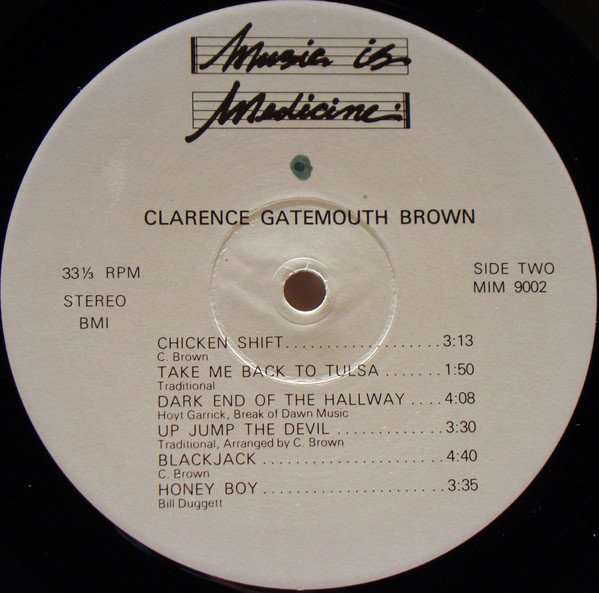 Music is
Medicine
CLARENCE GATEMOUTH BROWN
33⅓ RPM
STEREO
BMI
SIDE TWO
MIM 9002
CHICKEN SHIFT......................3:13
C. Brown
TAKE ME BACK TO TULSA.......1:50
Traditional
DARK END OF THE HALLWAY....4:08
Hoyt Garrick, Break of Dawn Music
UP JUMP THE DEVIL.............3:30
Traditional, Arranged by C. Brown
BLACKJACK.......................4:40
C. Brown
HONEY BOY.......................3:35
Bill Duggett